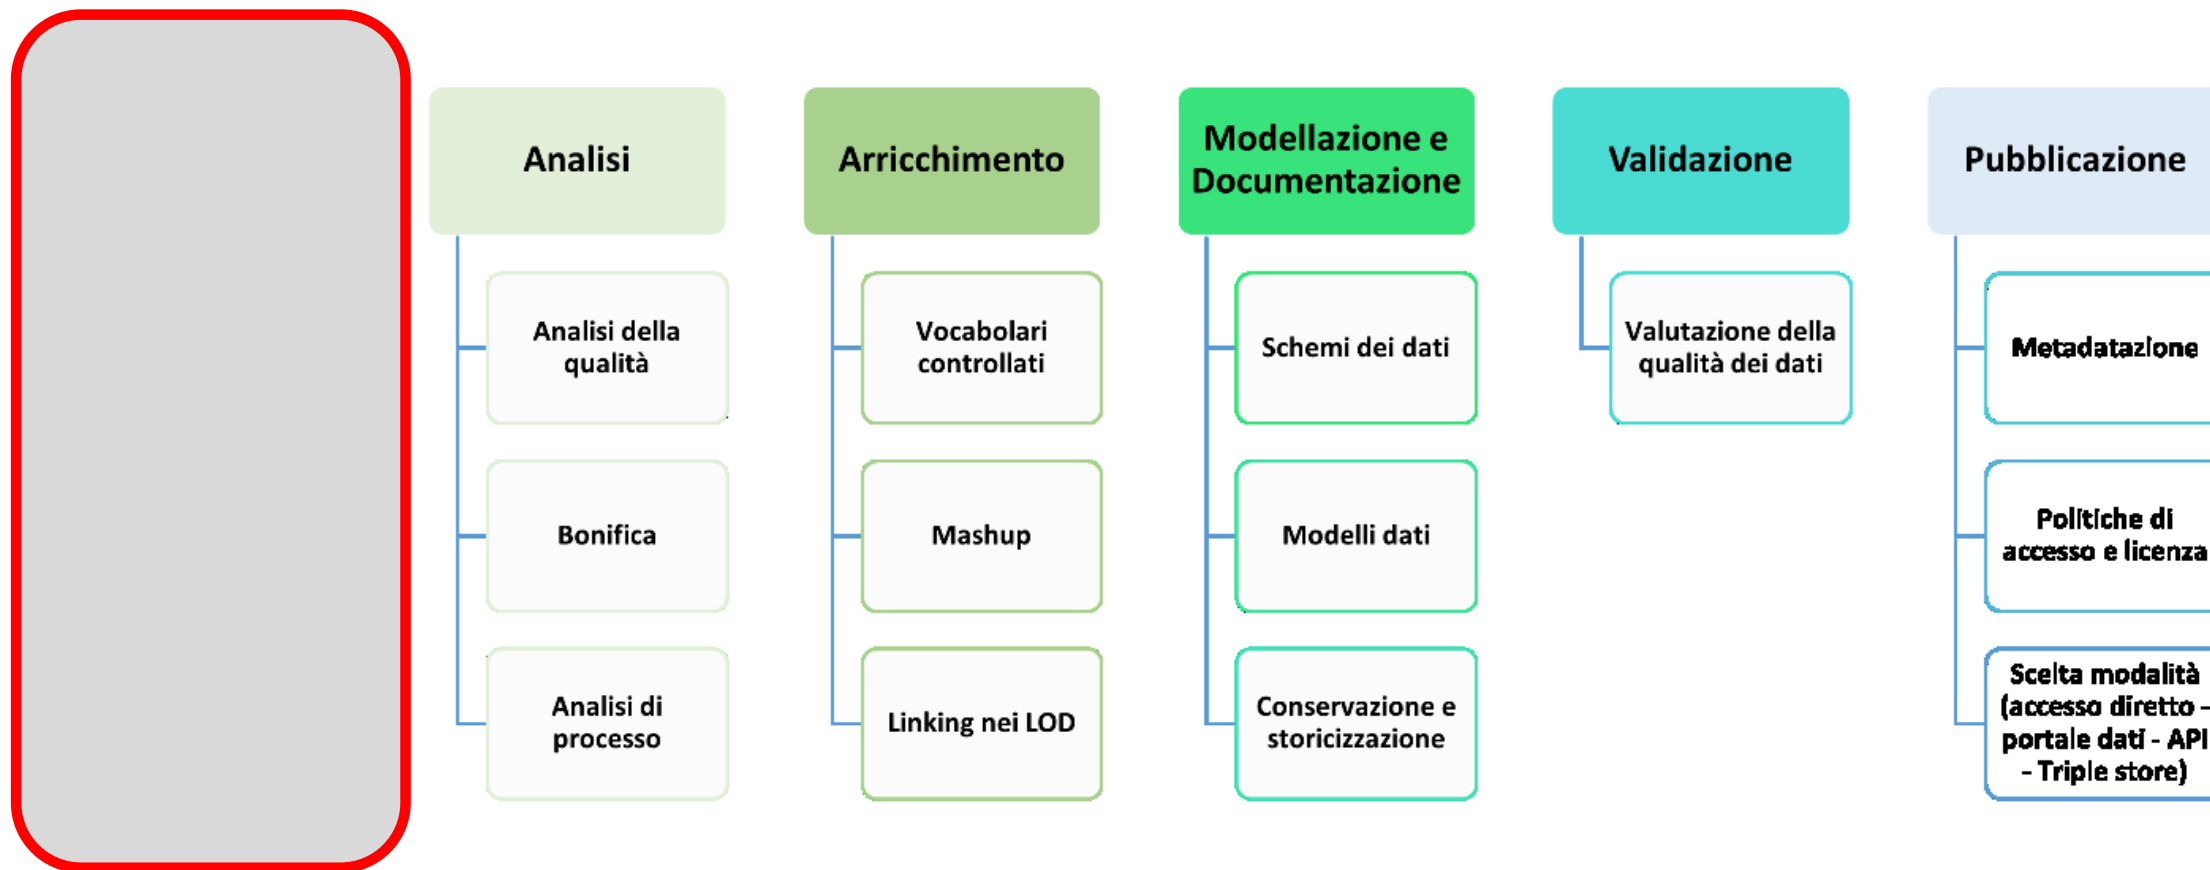 Analisi
Analisi della
qualità
Bonifica
Analisi di
processo
Arricchimento
Vocabolari
controllati
Mashup
Linking nei LOD
Modellazione e
Documentazione
Schemi dei dati
Modelli dati
Conservazione e
storicizzazione
Validazione
Valutazione della
qualità dei dati
Pubblicazione
Metadatazione
Politiche di
accesso e licenza
Scelta modalità
(accesso diretto –
portale dati - API
- Triple store)